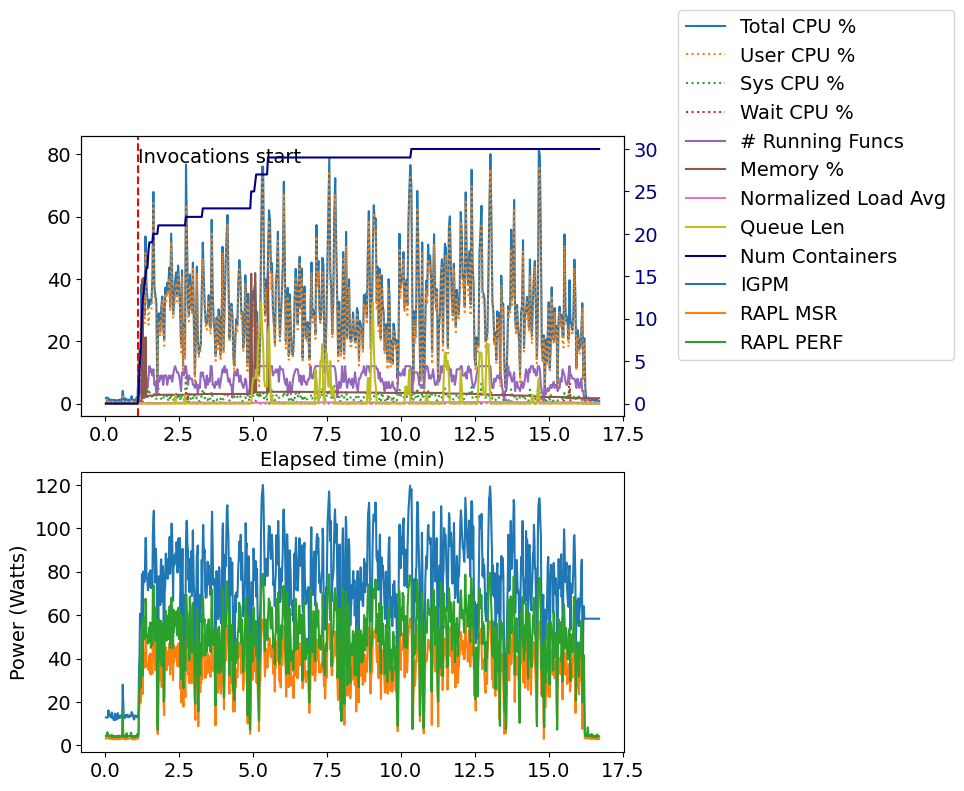 Total CPU %
User CPU %
Sys CPU %
Wait CPU %
# Running Funcs
Memory %
Normalized Load Avg
Queue Len
Num Containers
IGPM
RAPL MSR
RAPL PERF
Invocations start
80
60
40
20
0
30
25
20
15
10
5
0
0.0 2.5 5.0 7.5 10.0 12.5 15.0 17.5
Elapsed time (min)
Power (Watts)
120
100
80
60
40
20
0
0.0 2.5 5.0 7.5 10.0 12.5 15.0 17.5